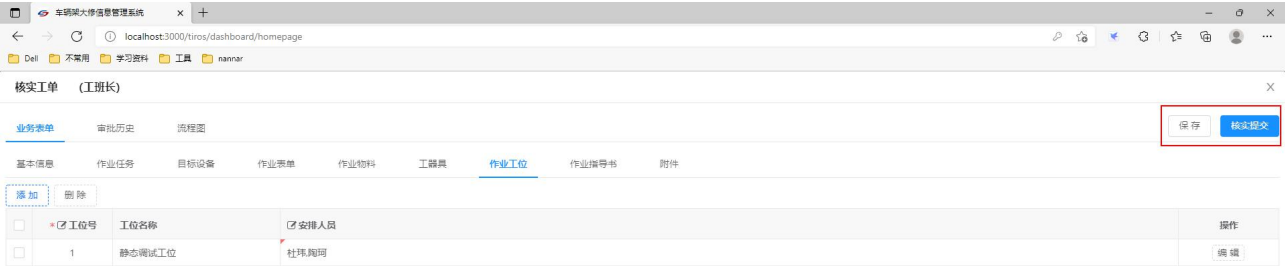 车辆架大修信息管理系统
localhost:3000/tiros/dashboard/homepage
Dell 不常用 学习资料 工具 nannar
核实工单 (工班长)
业务表单 审批历史 流程图 保存 核实提交
基本信息 作业任务 目标设备 作业表单 作业物料 工器具 作业工位 作业指导书 附件
添加 删除
*工位号 工位名称 安排人员 操作
1 静态调试工位 杜玮,陶珂 编辑